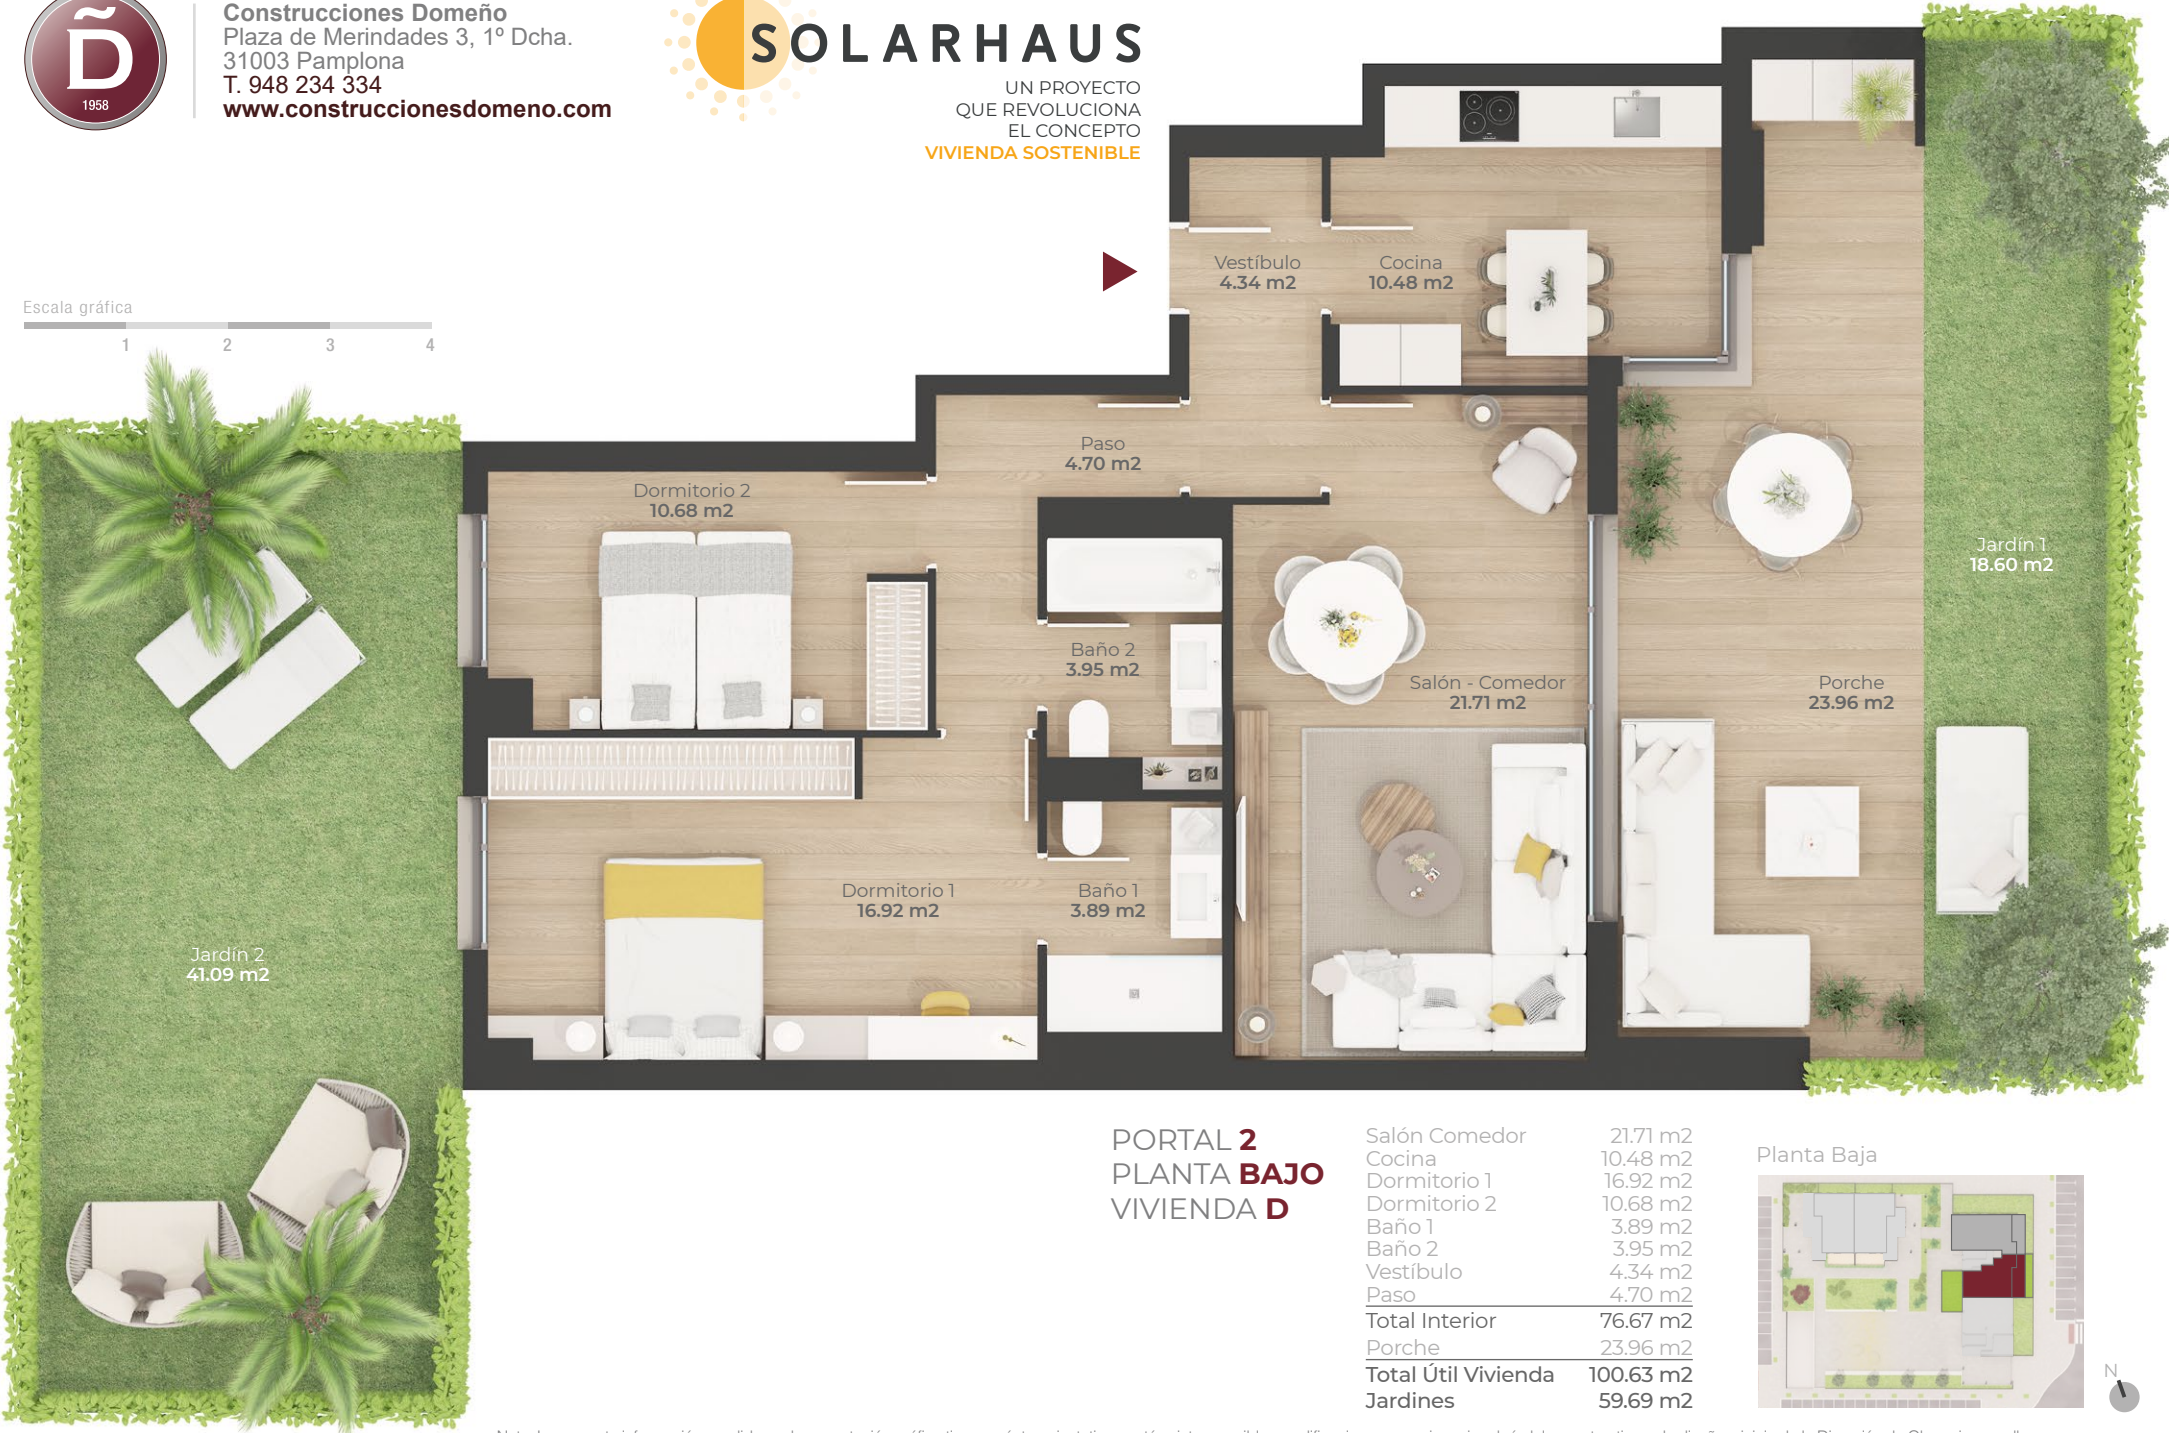 Ñ
1958
Construcciones Domeño
Plaza de Merindades 3, 1º Dcha.
31003 Pamplona
T. 948 234 334
www.construccionesdomeno.com
SOLARHAUS
UN PROYECTO
QUE REVOLUCIONA
EL CONCEPTO
VIVIENDA SOSTENIBLE
Escala gráfica
1 2 3 4
Vestíbulo
4.34 m2
Cocina
10.48 m2
Paso
4.70 m2
Dormitorio 2
10.68 m2
Jardín 1
18.60 m2
Baño 2
3.95 m2
Salón - Comedor
21.71 m2
Porche
23.96 m2
Dormitorio 1
16.92 m2
Baño 1
3.89 m2
Jardín 2
41.09 m2
PORTAL 2
PLANTA BAJO
VIVIENDA D
Salón Comedor 21.71 m2
Cocina 10.48 m2
Dormitorio 1 16.92 m2
Dormitorio 2 10.68 m2
Baño 1 3.89 m2
Baño 2 3.95 m2
Vestíbulo 4.34 m2
Paso 4.70 m2
Total Interior 76.67 m2
Porche 23.96 m2
Total Útil Vivienda 100.63 m2
Jardines 59.69 m2
Planta Baja
N